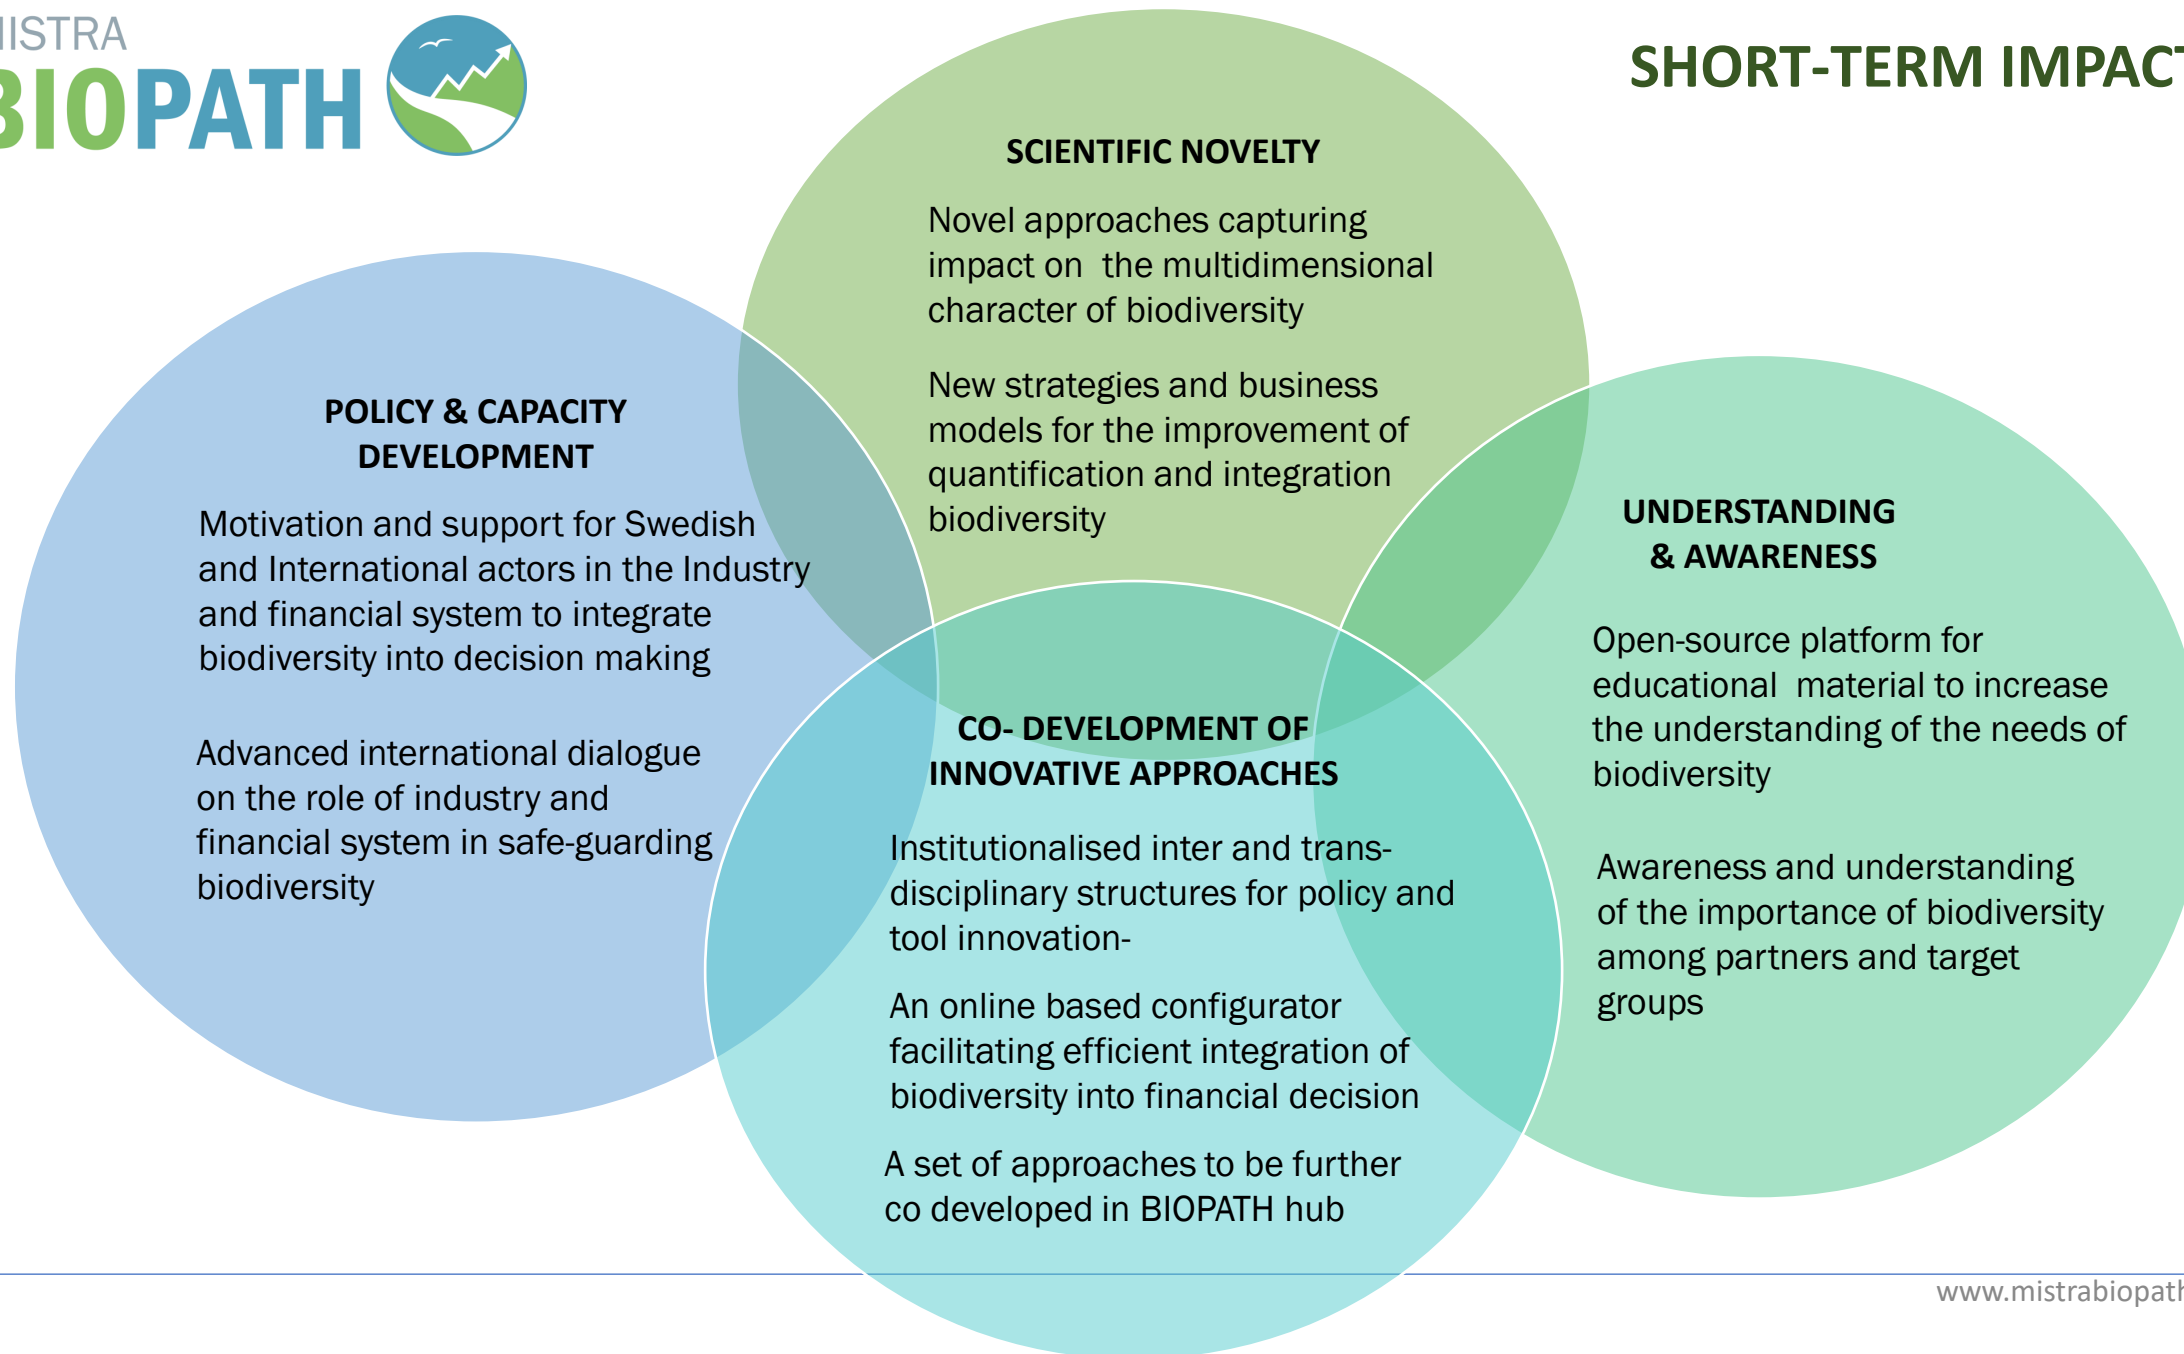 MISTRA
BIOPATH
SHORT-TERM IMPACT
SCIENTIFIC NOVELTY
Novel approaches capturing
impact on  the multidimensional
character of biodiversity
New strategies and business
models for the improvement of
quantification and integration
biodiversity
POLICY & CAPACITY
DEVELOPMENT
Motivation and support for Swedish
and International actors in the Industry
and financial system to integrate
biodiversity into decision making
Advanced international dialogue
on the role of industry and
financial system in safe-guarding
biodiversity
UNDERSTANDING
& AWARENESS
Open-source platform for
educational  material to increase
the understanding of the needs of
biodiversity
Awareness and understanding
of the importance of biodiversity
among partners and target
groups
CO- DEVELOPMENT OF
INNOVATIVE APPROACHES
Institutionalised inter and trans-
disciplinary structures for policy and
tool innovation-
An online based configurator
facilitating efficient integration of
biodiversity into financial decision
A set of approaches to be further
co developed in BIOPATH hub
www.mistrabiopath